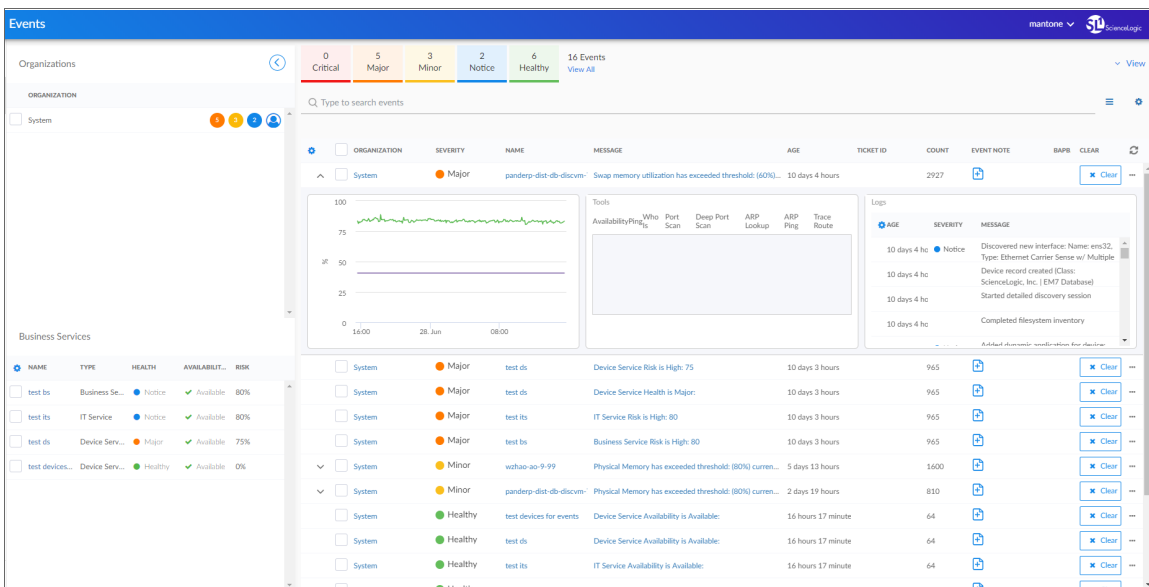 Events
mantone
SL ScienceLogic
Organizations
ORGANIZATION
System 5 3 2
0 Critical
5 Major
3 Minor
2 Notice
6 Healthy
16 Events
View All
View
Type to search events
ORGANIZATION SEVERITY NAME MESSAGE AGE TICKET ID COUNT EVENT NOTE BAPB CLEAR
System Major panderp-dist-db-discvm- Swap memory utilization has exceeded threshold: (60%)... 10 days 4 hours 2927 Clear
100
75
%
50
25
0
16:00 28. Jun 08:00
Tools
Availability Ping Who Is Port Scan Deep Port Scan ARP Lookup ARP Ping Trace Route
Logs
AGE SEVERITY MESSAGE
10 days 4 hc Notice Discovered new interface: Name: ens32,
Type: Ethernet Carrier Sense w/ Multiple
10 days 4 hc Device record created (Class:
ScienceLogic, Inc. | EM7 Database)
10 days 4 hc Started detailed discovery session
10 days 4 hc Completed filesystem inventory
Added dynamic application for device:
Business Services
NAME TYPE HEALTH AVAILABILIT... RISK
test bs Business Se... Notice Available 80%
test its IT Service Notice Available 80%
test ds Device Serv... Major Available 75%
test devices... Device Serv... Healthy Available 0%
System Major test ds Device Service Risk is High: 75 10 days 3 hours 965 Clear
System Major test ds Device Service Health is Major: 10 days 3 hours 965 Clear
System Major test its IT Service Risk is High: 80 10 days 3 hours 965 Clear
System Major test bs Business Service Risk is High: 80 10 days 3 hours 965 Clear
System Minor wzhao-ao-9-99 Physical Memory has exceeded threshold: (80%) curren... 5 days 13 hours 1600 Clear
System Minor panderp-dist-db-discvm- Physical Memory has exceeded threshold: (80%) curren... 2 days 19 hours 810 Clear
System Healthy test devices for events Device Service Availability is Available: 16 hours 17 minute 64 Clear
System Healthy test ds Device Service Availability is Available: 16 hours 17 minute 64 Clear
System Healthy test its IT Service Availability is Available: 16 hours 17 minute 64 Clear